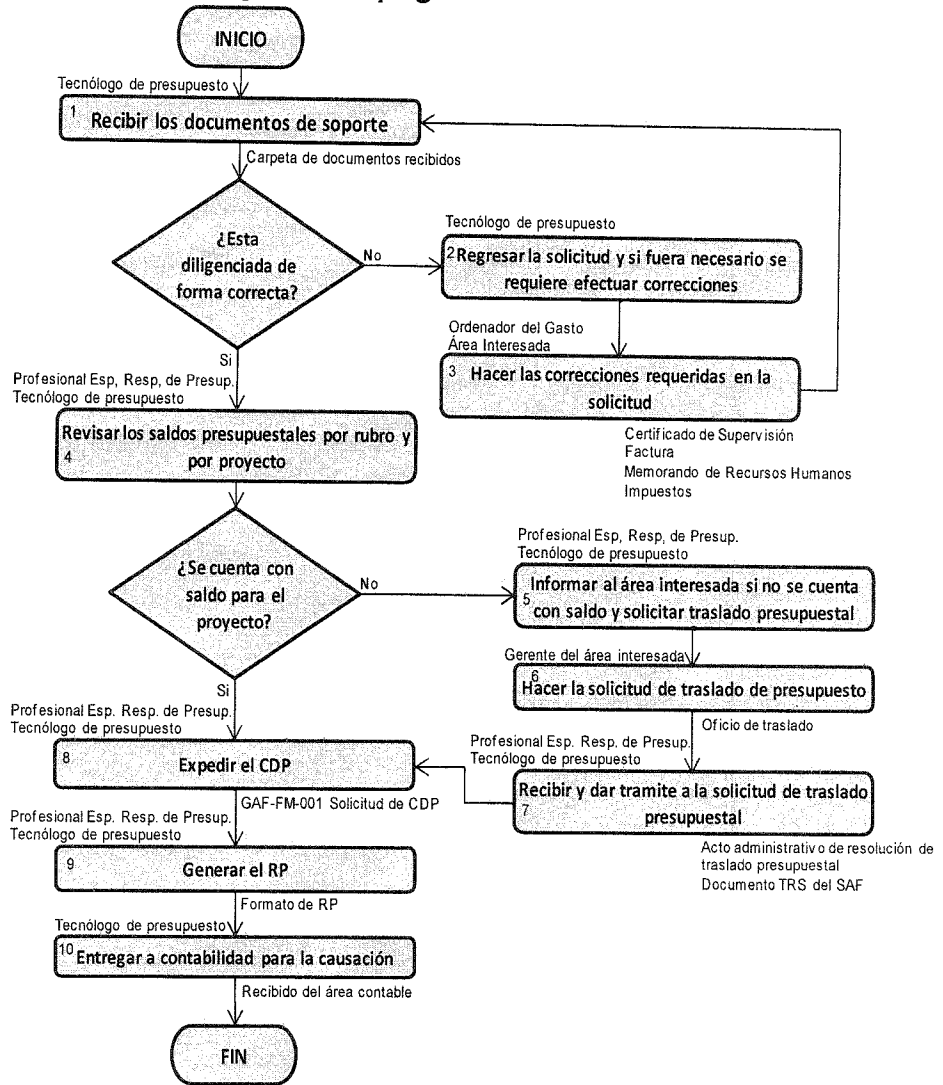 INICIO
Tecnólogo de presupuesto
1 Recibir los documentos de soporte
Carpeta de documentos recibidos
¿Esta
diligenciada de
forma correcta?
No
Tecnólogo de presupuesto
2 Regresar la solicitud y si fuera necesario se
requiere efectuar correcciones
Ordenador del Gasto
Área Interesada
3 Hacer las correcciones requeridas en la
solicitud
Certificado de Supervisión
Factura
Memorando de Recursos Humanos
Impuestos
Si
Profesional Esp, Resp, de Presup.
Tecnólogo de presupuesto
Revisar los saldos presupuestales por rubro y
4 por proyecto
¿Se cuenta con
saldo para el
proyecto?
No
Profesional Esp, Resp, de Presup.
Tecnólogo de presupuesto
Informar al área interesada si no se cuenta
5 con saldo y solicitar traslado presupuestal
Gerente del área interesada
6
Hacer la solicitud de traslado de presupuesto
Oficio de traslado
Profesional Esp. Resp. de Presup.
Tecnólogo de presupuesto
Recibir y dar tramite a la solicitud de traslado
7 presupuestal
Acto administrativo de resolución de
traslado presupuestal
Documento TRS del SAF
Si
Profesional Esp. Resp. de Presup.
Tecnólogo de presupuesto
8 Expedir el CDP
GAF-FM-001 Solicitud de CDP
Profesional Esp. Resp. de Presup.
Tecnólogo de presupuesto
9 Generar el RP
Formato de RP
Tecnólogo de presupuesto
10 Entregar a contabilidad para la causación
Recibido del área contable
FIN